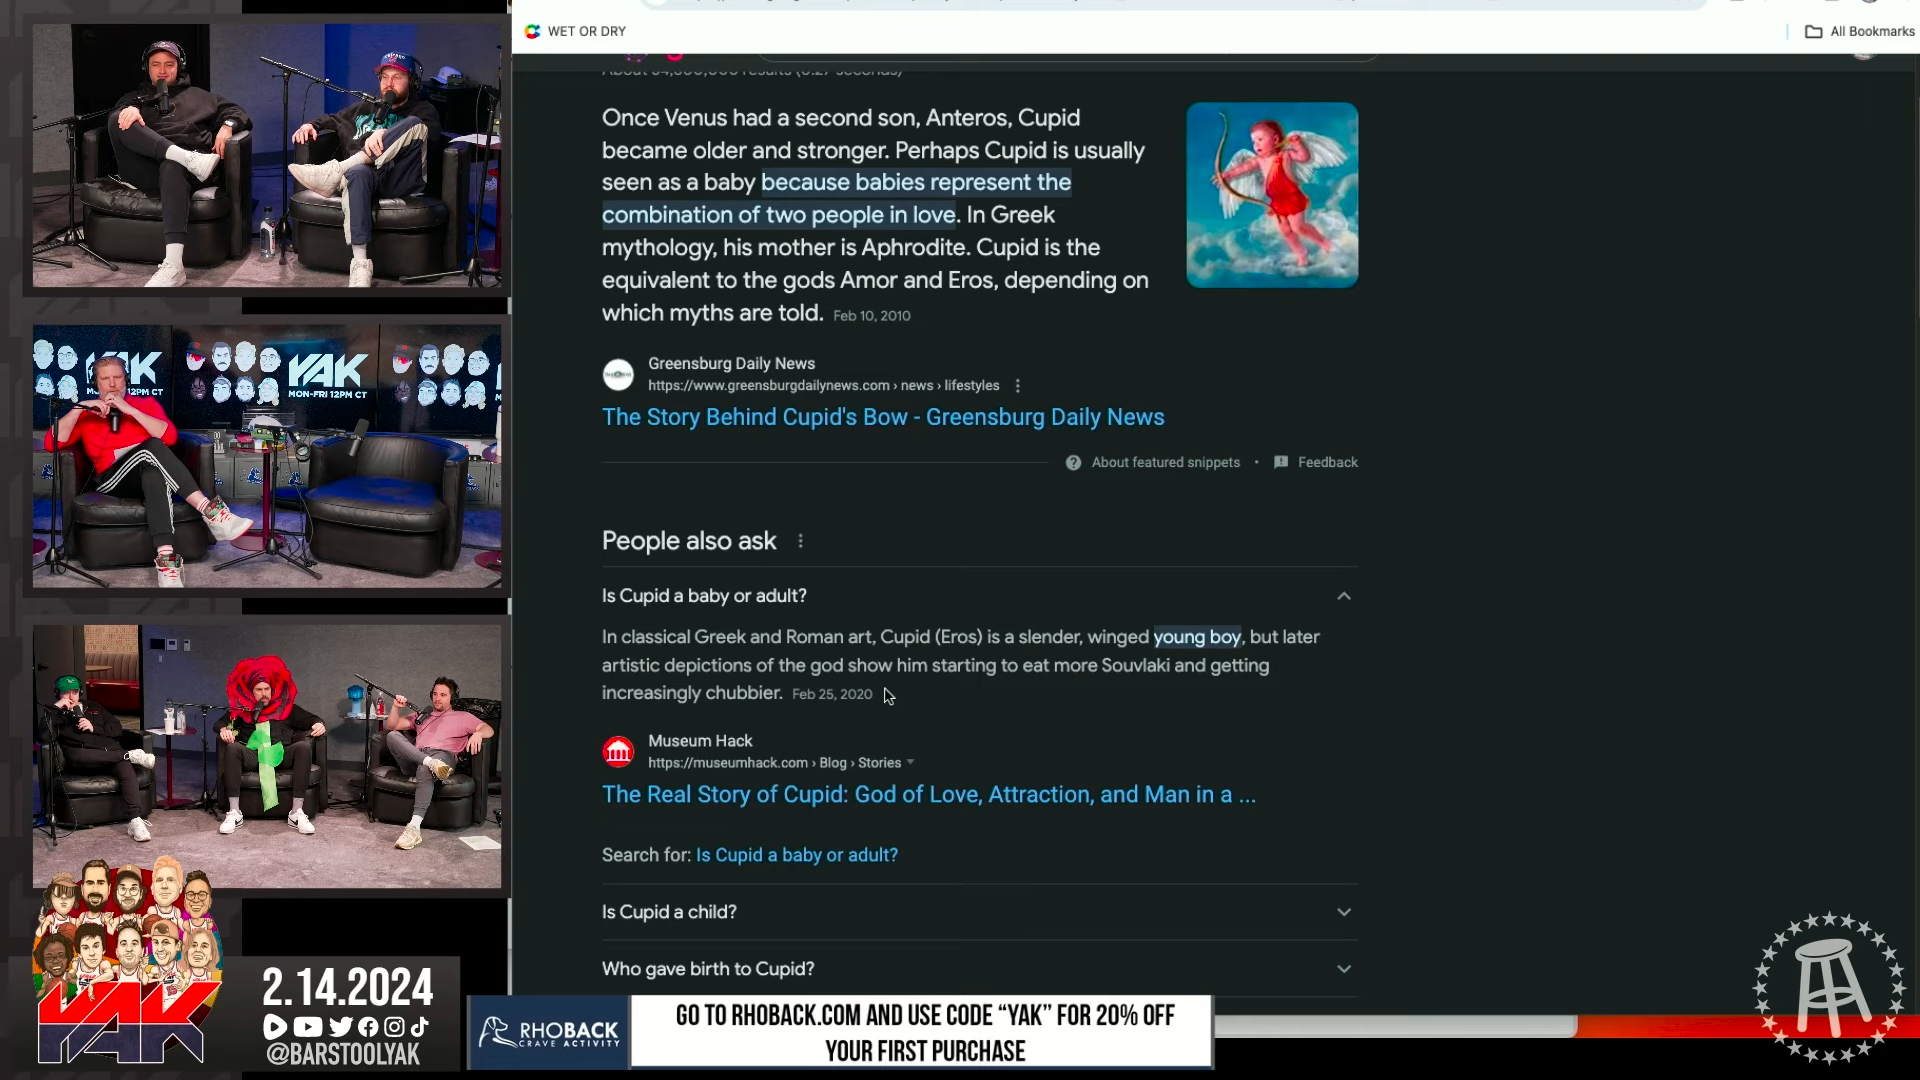 WET OR DRY
All Bookmarks
Once Venus had a second son, Anteros, Cupid
became older and stronger. Perhaps Cupid is usually
seen as a baby because babies represent the
combination of two people in love. In Greek
mythology, his mother is Aphrodite. Cupid is the
equivalent to the gods Amor and Eros, depending on
which myths are told. Feb 10, 2010
Greensburg Daily News
https://www.greensburgdailynews.com › news › lifestyles
The Story Behind Cupid's Bow - Greensburg Daily News
About featured snippets • Feedback
People also ask
Is Cupid a baby or adult?
In classical Greek and Roman art, Cupid (Eros) is a slender, winged young boy, but later
artistic depictions of the god show him starting to eat more Souvlaki and getting
increasingly chubbier. Feb 25, 2020
Museum Hack
https://museumhack.com › Blog › Stories
The Real Story of Cupid: God of Love, Attraction, and Man in a ...
Search for: Is Cupid a baby or adult?
Is Cupid a child?
Who gave birth to Cupid?
YAK
MON-FRI 12PM CT
YAK
2.14.2024
@BARSTOOLYAK
RHOBACK
CRAVE ACTIVITY
GO TO RHOBACK.COM AND USE CODE “YAK” FOR 20% OFF
YOUR FIRST PURCHASE